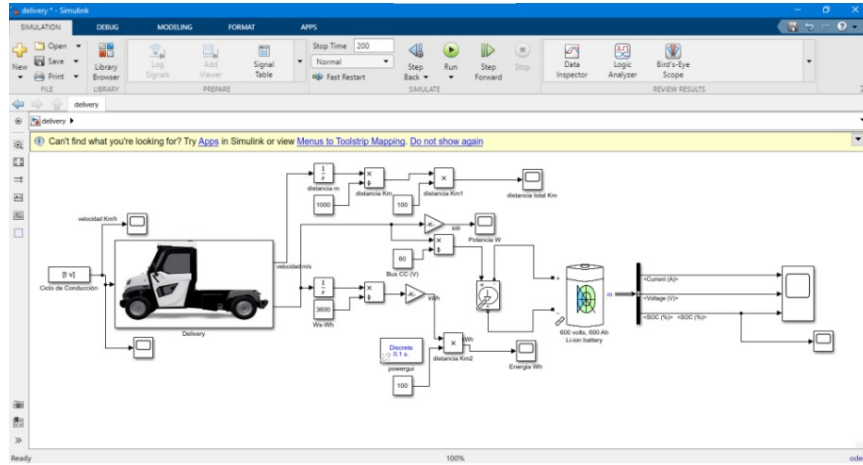 delivery * - Simulink
SIMULATION DEBUG MODELING FORMAT APPS
New
Open
Save
Print
FILE
Library Browser
LIBRARY
Log Signals
Add Viewer
Signal Table
PREPARE
Stop Time 200
Normal
Fast Restart
Step Back
Run
Step Forward
Stop
SIMULATE
Data Inspector
Logic Analyzer
Bird's-Eye Scope
REVIEW RESULTS
delivery
delivery
Can't find what you're looking for? Try Apps in Simulink or view Menus to Toolstrip Mapping. Do not show again
distancia m
1000
distancia Km
100
distancia Km1
distancia total Km
velocidad Km/h
kW
Potencia W
velocidad m/s
60
Bus CC (V)
[t v]
Ciclo de Conducción
Delivery
3600
Ws-Wh
kWh
m
600 volts, 600 Ah
Li-ion battery
<Current (A)>
<Voltage (V)>
<SOC (%)> <SOC (%)>
Discrete
0.1 s.
powergui
100
kWh
distancia Km2
Energia Wh
Ready
100%
ode